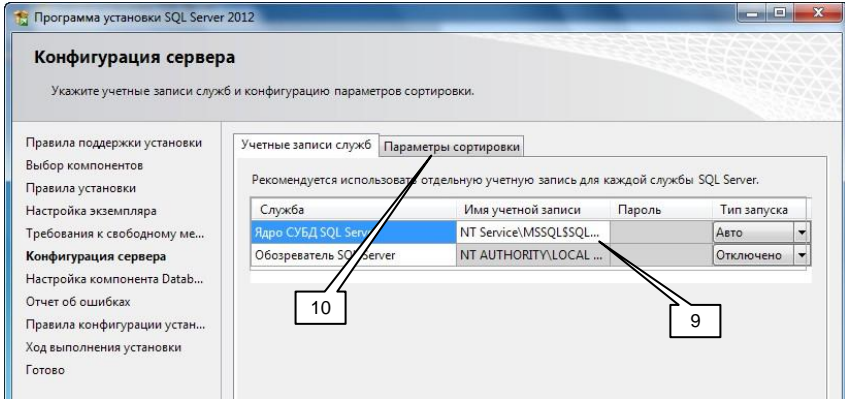 Программа установки SQL Server 2012
Конфигурация сервера
Укажите учетные записи служб и конфигурацию параметров сортировки.
Правила поддержки установки
Выбор компонентов
Правила установки
Настройка экземпляра
Требования к свободному ме...
Конфигурация сервера
Настройка компонента Datab...
Отчет об ошибках
Правила конфигурации устан...
Ход выполнения установки
Готово
Учетные записи служб Параметры сортировки
Рекомендуется использовать отдельную учетную запись для каждой службы SQL Server.
Служба Имя учетной записи Пароль Тип запуска
Ядро СУБД SQL Server NT Service\MSSQL$SQL... Авто
Обозреватель SQL Server NT AUTHORITY\LOCAL ... Отключено
10
9